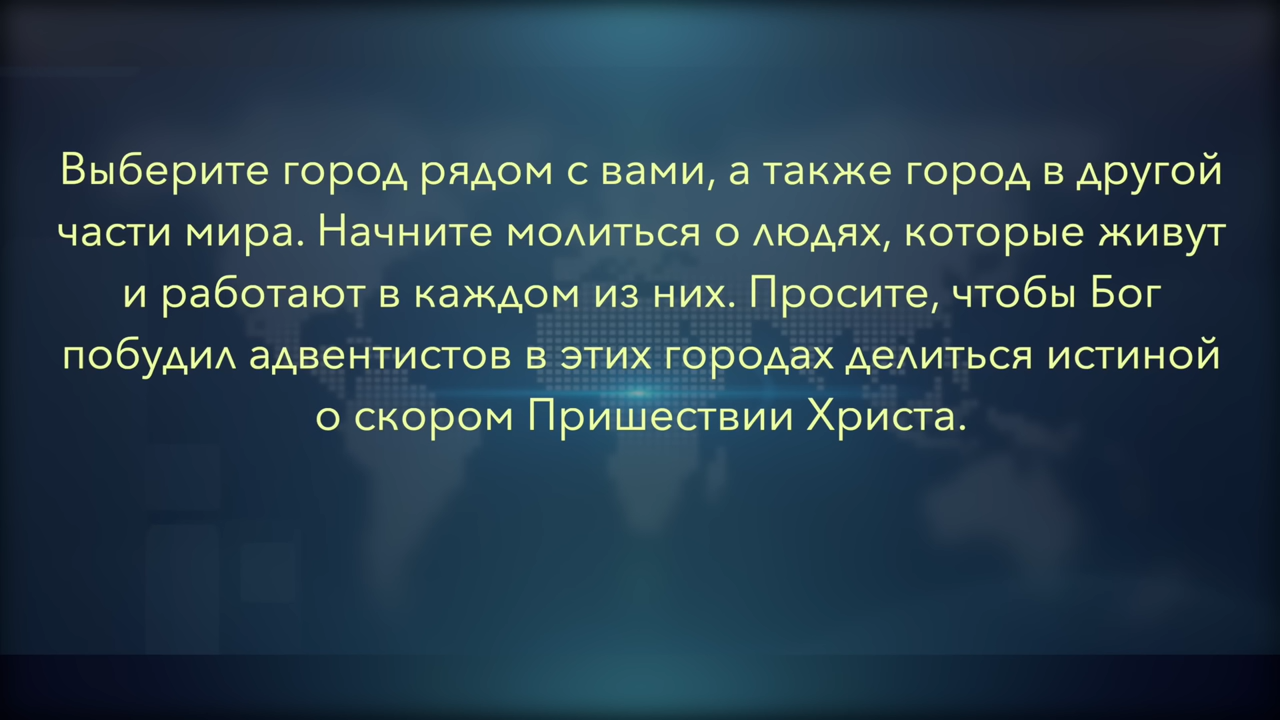 Выберите город рядом с вами, а также город в другой
части мира. Начните молиться о людях, которые живут
и работают в каждом из них. Просите, чтобы Бог
побудил адвентистов в этих городах делиться истиной
о скором Пришествии Христа.